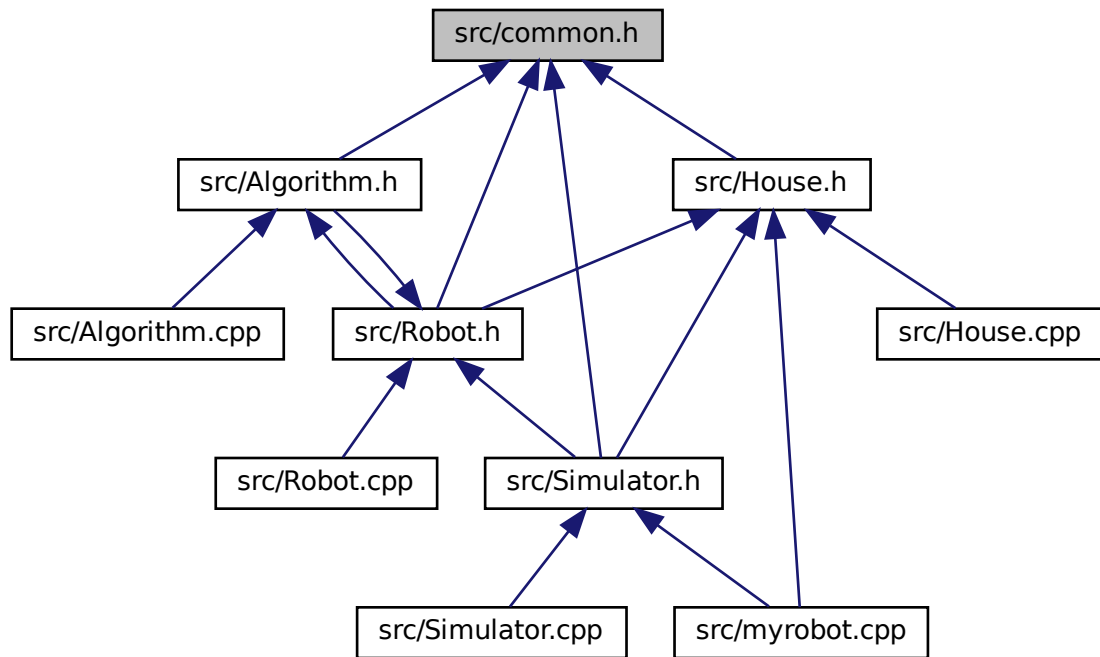 src/common.h
src/Algorithm.h
src/House.h
src/Algorithm.cpp
src/Robot.h
src/House.cpp
src/Robot.cpp
src/Simulator.h
src/Simulator.cpp
src/myrobot.cpp